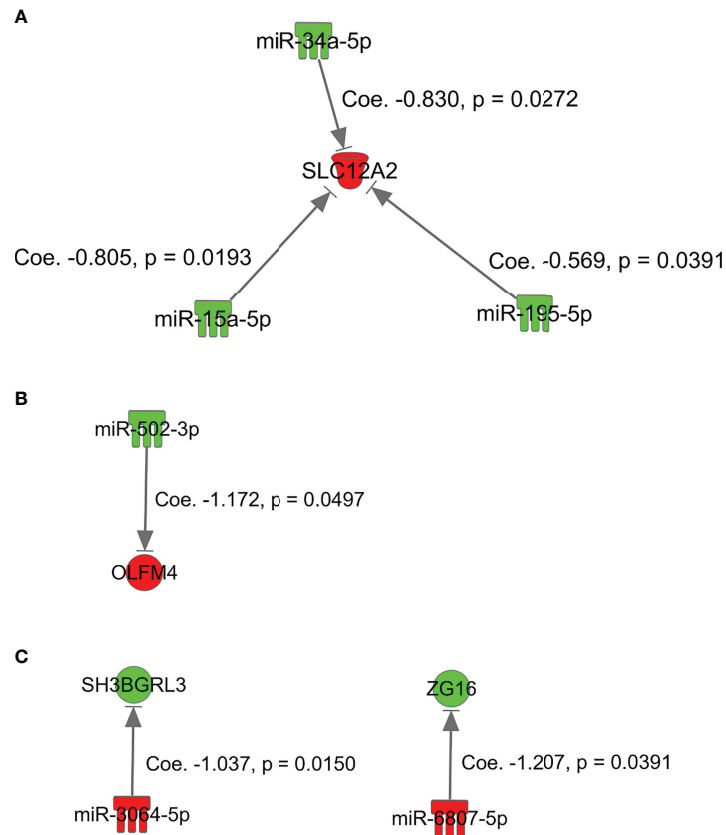 A
miR-34a-5p
Coe. -0.830, p = 0.0272
SLC12A2
Coe. -0.805, p = 0.0193
Coe. -0.569, p = 0.0391
miR-15a-5p
miR-195-5p
B
miR-502-3p
Coe. -1.172, p = 0.0497
OLFM4
C
SH3BGRL3
ZG16
Coe. -1.037, p = 0.0150
Coe. -1.207, p = 0.0391
miR-3064-5p
miR-6807-5p